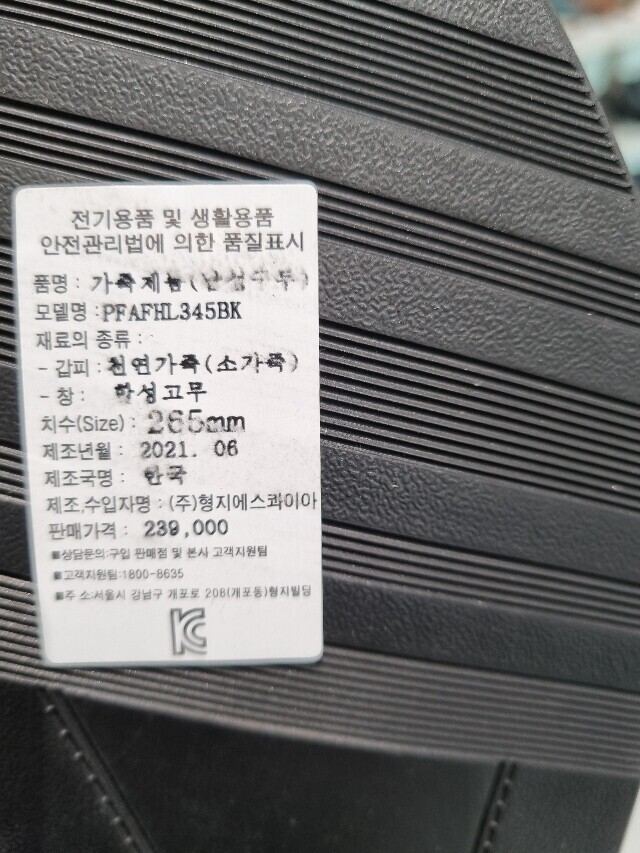 전기용품 및 생활용품
안전관리법에 의한 품질표시
품명 : 가죽제품(남성구두)
모델명 : PFAFHL345BK
재료의 종류 :
- 갑피 : 천연가죽(소가죽)
- 창 : 합성고무
치수(Size) : 265mm
제조년월 : 2021. 06
제조국명 : 한국
제조,수입자명 : (주)형지에스콰이아
판매가격 : 239,000
■상담문의:구입 판매점 및 본사 고객지원팀
■고객지원팀:1800-8635
■주 소:서울시 강남구 개포로 208(개포동)형지빌딩
KC